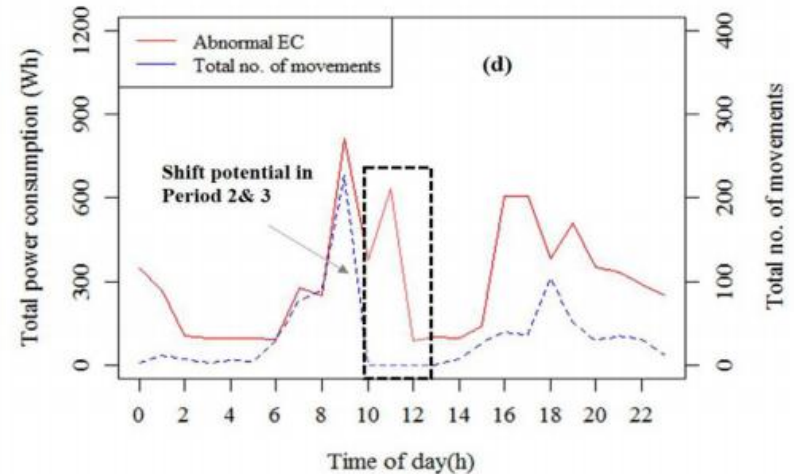 Abnormal EC
Total no. of movements
(d)
Shift potential in
Period 2& 3
Total power consumption (Wh)
0 300 600 900 1200
Total no. of movements
0 100 200 300 400
0 2 4 6 8 10 12 14 16 18 20 22
Time of day(h)